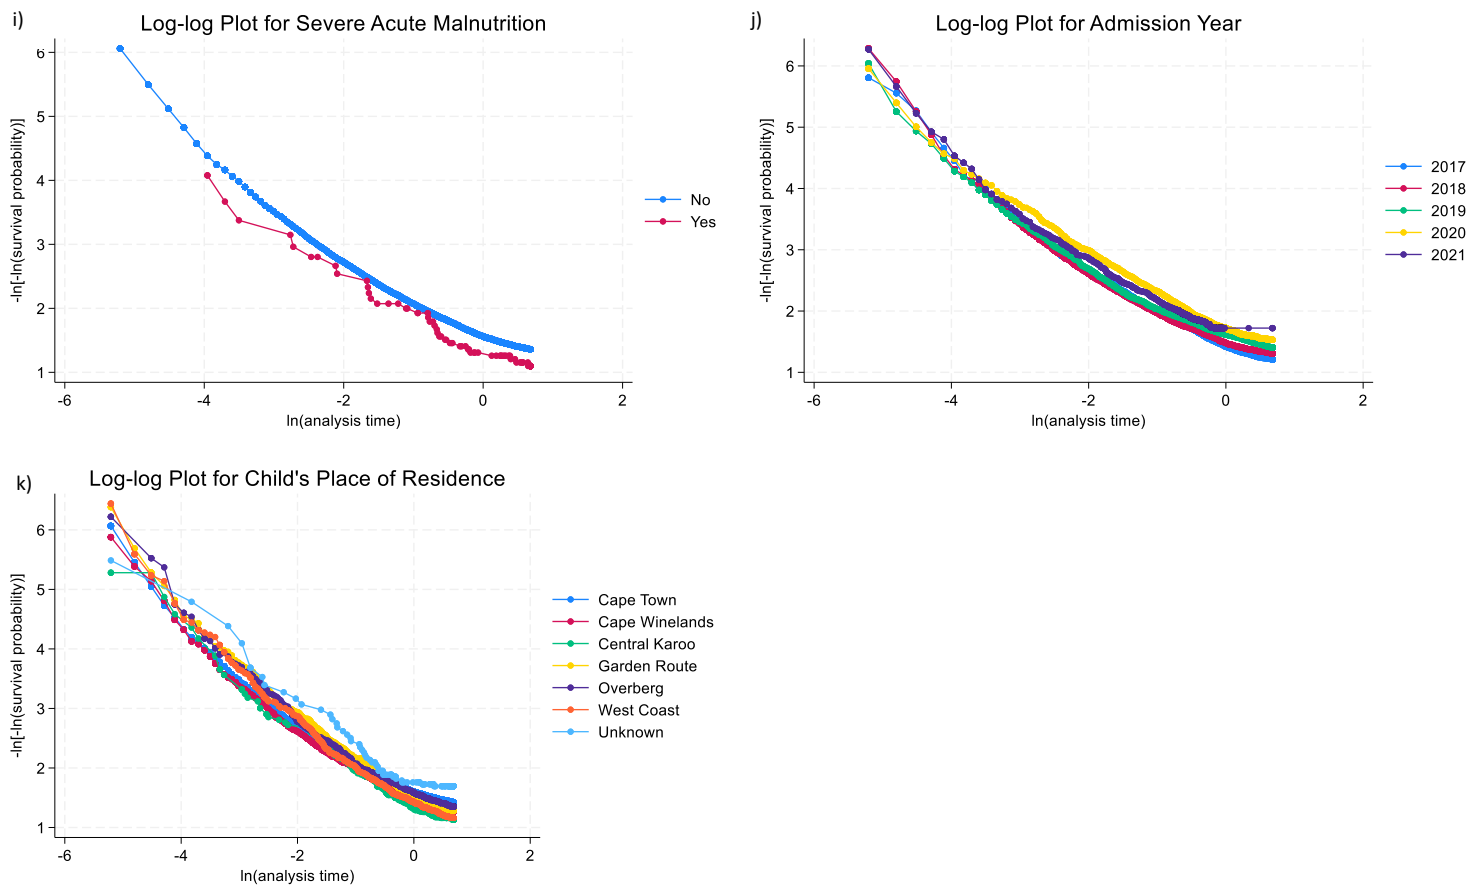 i)
Log-log Plot for Severe Acute Malnutrition
-ln[-ln(survival probability)]
6
5
4
3
2
1
-6 -4 -2 0 2
ln(analysis time)
No
Yes
j)
Log-log Plot for Admission Year
-ln[-ln(survival probability)]
6
5
4
3
2
1
-6 -4 -2 0 2
ln(analysis time)
2017
2018
2019
2020
2021
k)
Log-log Plot for Child's Place of Residence
-ln[-ln(survival probability)]
6
5
4
3
2
1
-6 -4 -2 0 2
ln(analysis time)
Cape Town
Cape Winelands
Central Karoo
Garden Route
Overberg
West Coast
Unknown